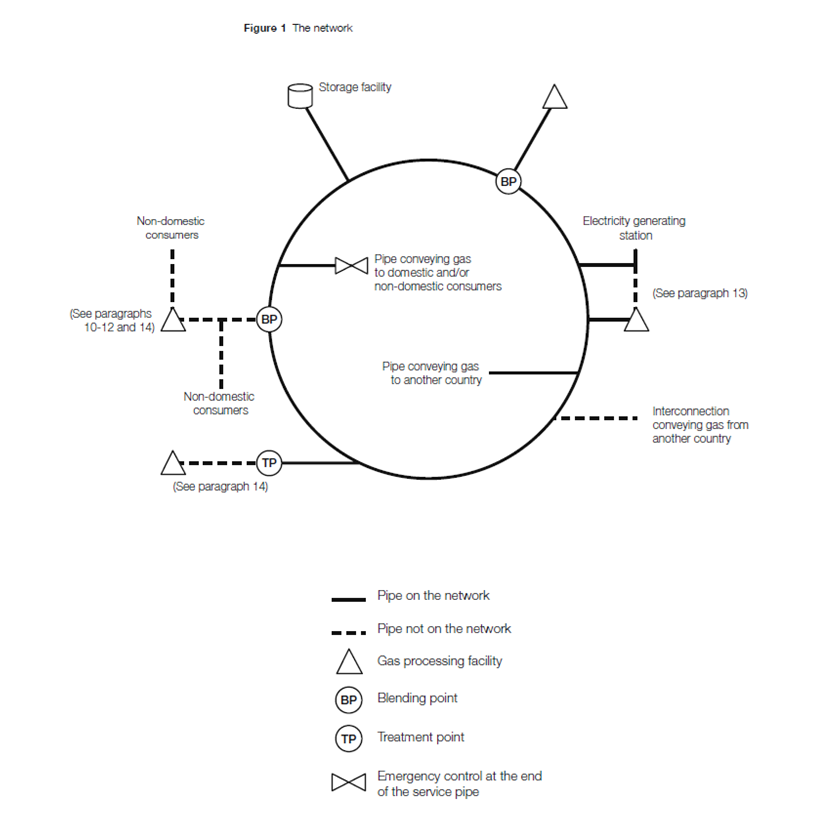 Figure 1 The network
Storage facility
BP
Non-domestic
consumers
Electricity generating
station
Pipe conveying gas
to domestic and/or
non-domestic consumers
(See paragraph 13)
(See paragraphs
10-12 and 14)
BP
Pipe conveying gas
to another country
Non-domestic
consumers
Interconnection
conveying gas from
another country
TP
(See paragraph 14)
Pipe on the network
Pipe not on the network
Gas processing facility
BP
Blending point
TP
Treatment point
Emergency control at the end
of the service pipe